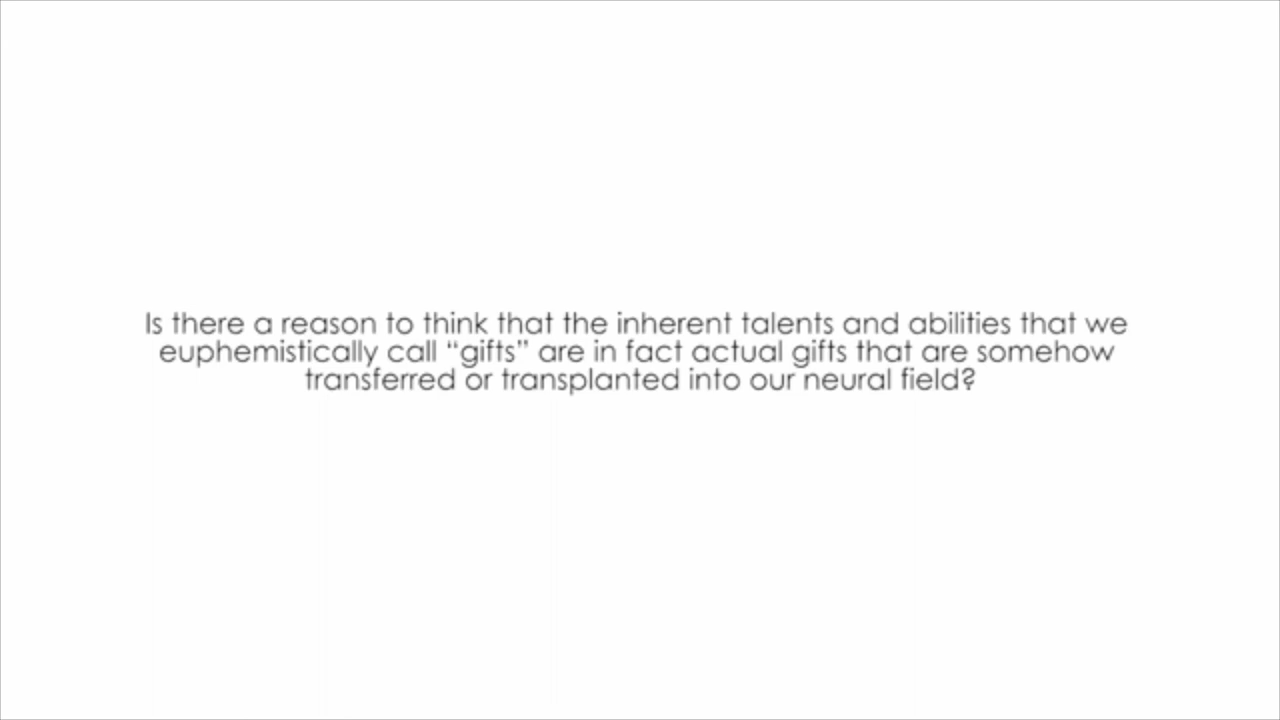 Is there a reason to think that the inherent talents and abilities that we
euphemistically call “gifts” are in fact actual gifts that are somehow
transferred or transplanted into our neural field?